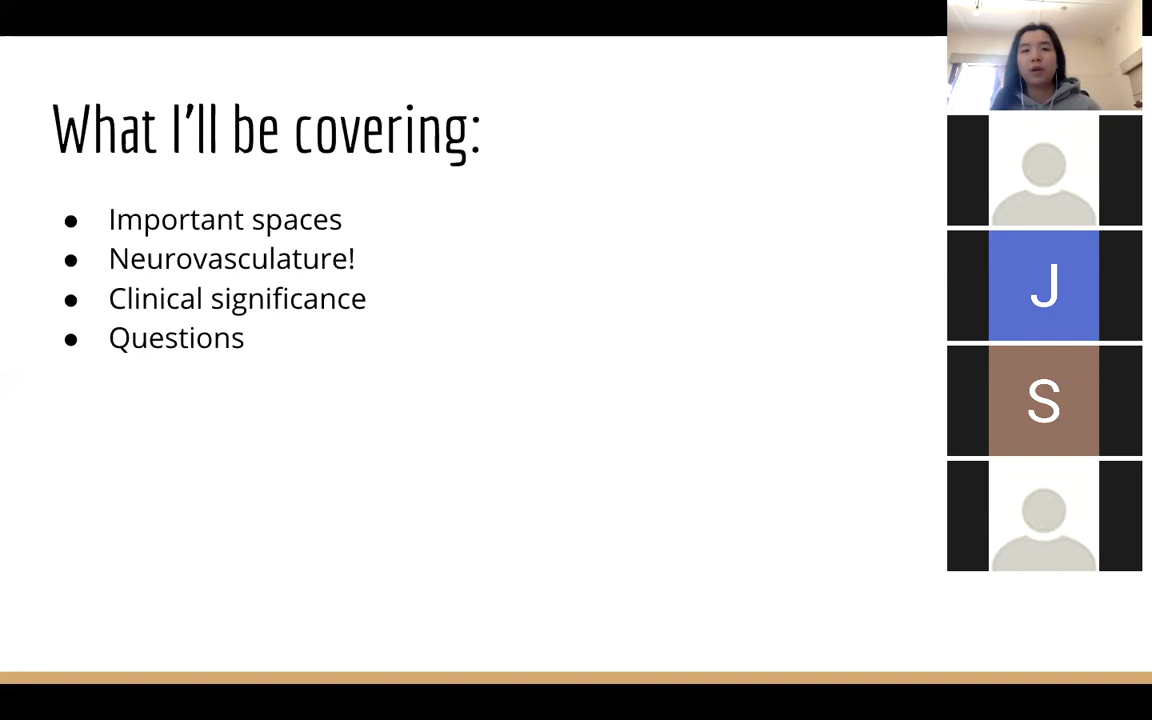 What I’ll be covering:
● Important spaces
● Neurovasculature!
● Clinical significance
● Questions
J
S